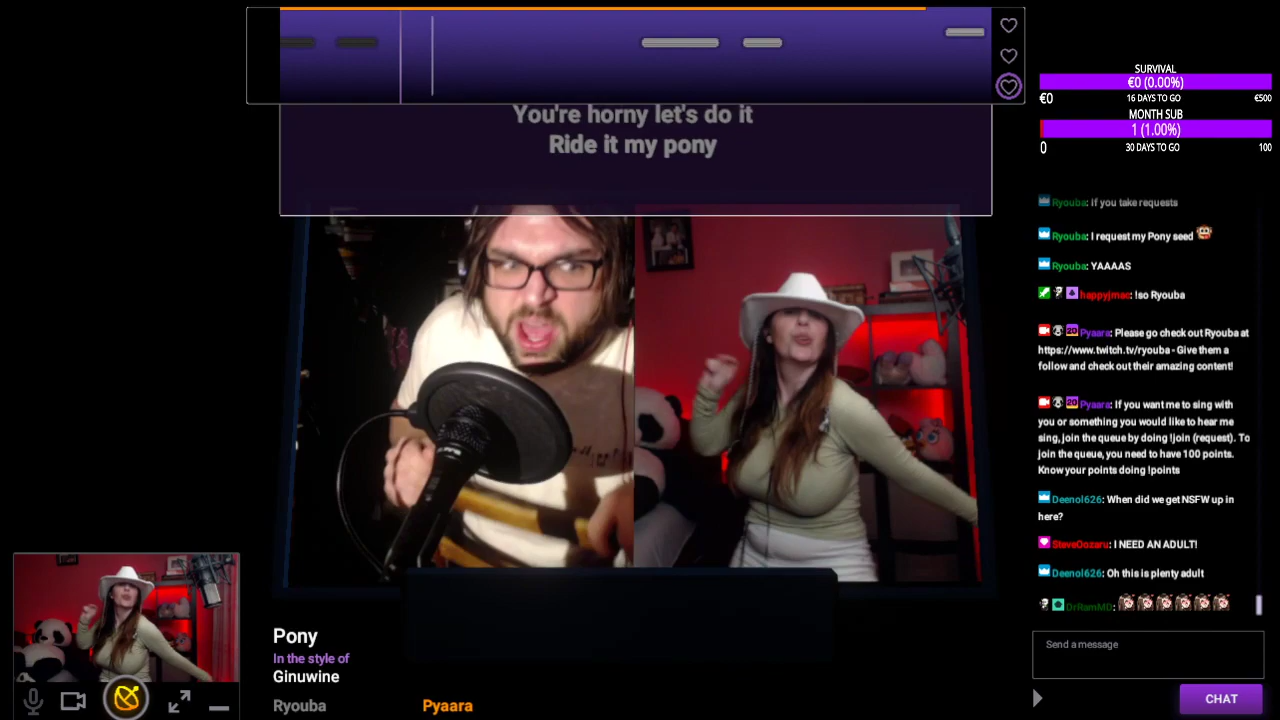 You're horny let's do it
Ride it my pony
SURVIVAL
€0 (0.00%)
€0
16 DAYS TO GO
€500
MONTH SUB
1 (1.00%)
0
30 DAYS TO GO
100
Ryouba: If you take requests
Ryouba: I request my Pony seed
Ryouba: YAAAAS
happyjmac: !so Ryouba
Pyaara: Please go check out Ryouba at
https://www.twitch.tv/ryouba - Give them a
follow and check out their amazing content!
20
Pyaara: If you want me to sing with
you or something you would like to hear me
sing, join the queue by doing !join (request). To
join the queue, you need to have 100 points.
Know your points doing !points
20
Deenol626: When did we get NSFW up in
here?
SteveOozaru: I NEED AN ADULT!
Deenol626: Oh this is plenty adult
DrRamMD:
Send a message
CHAT
Pony
In the style of
Ginuwine
Ryouba
Pyaara